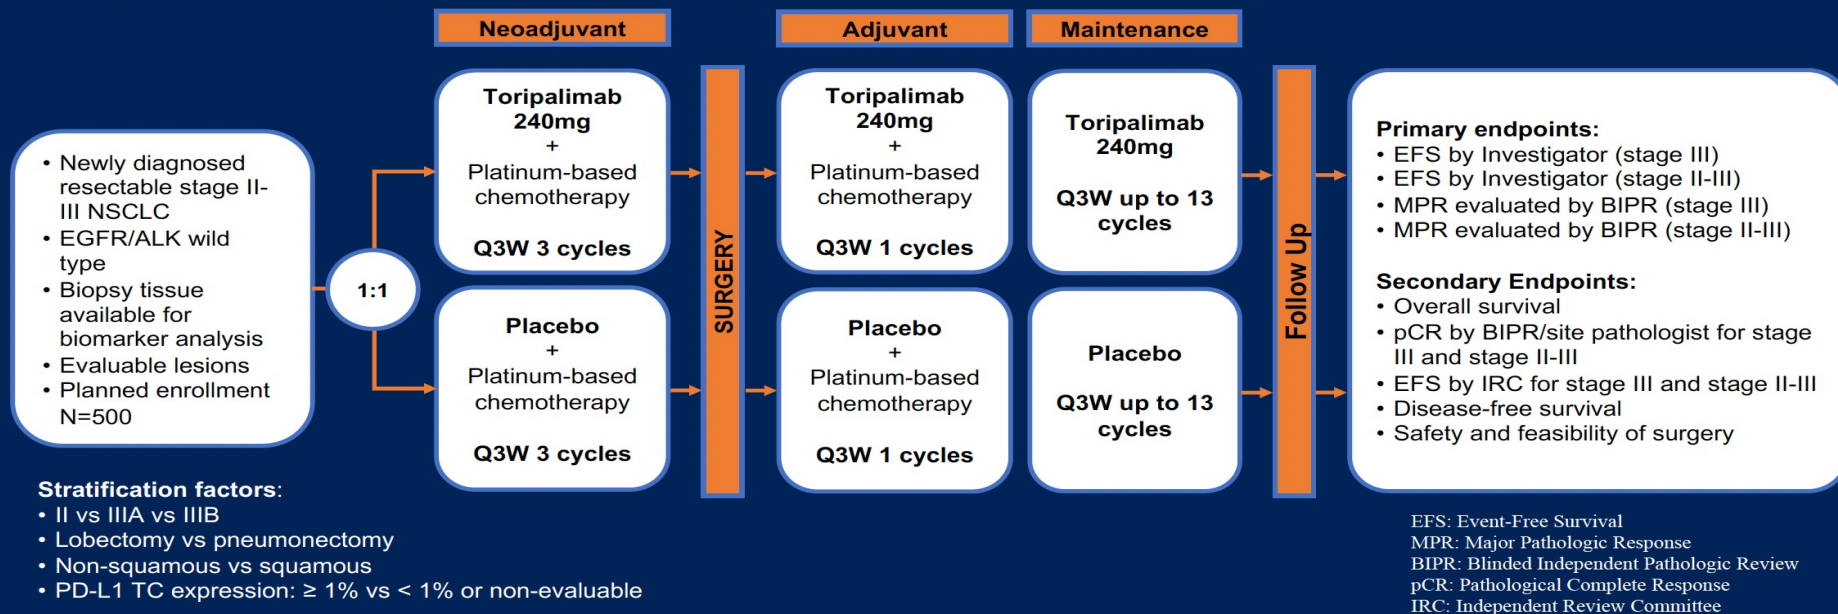 Neoadjuvant
Adjuvant
Maintenance
• Newly diagnosed
resectable stage II-
III NSCLC
• EGFR/ALK wild
type
• Biopsy tissue
available for
biomarker analysis
• Evaluable lesions
• Planned enrollment
N=500
1:1
Toripalimab
240mg
+
Platinum-based
chemotherapy
Q3W 3 cycles
Placebo
+
Platinum-based
chemotherapy
Q3W 3 cycles
SURGERY
Toripalimab
240mg
+
Platinum-based
chemotherapy
Q3W 1 cycles
Placebo
+
Platinum-based
chemotherapy
Q3W 1 cycles
Toripalimab
240mg
Q3W up to 13
cycles
Placebo
Q3W up to 13
cycles
Follow Up
Primary endpoints:
• EFS by Investigator (stage III)
• EFS by Investigator (stage II-III)
• MPR evaluated by BIPR (stage III)
• MPR evaluated by BIPR (stage II-III)
Secondary Endpoints:
• Overall survival
• pCR by BIPR/site pathologist for stage
III and stage II-III
• EFS by IRC for stage III and stage II-III
• Disease-free survival
• Safety and feasibility of surgery
Stratification factors:
• II vs IIIA vs IIIB
• Lobectomy vs pneumonectomy
• Non-squamous vs squamous
• PD-L1 TC expression: ≥ 1% vs < 1% or non-evaluable
EFS: Event-Free Survival
MPR: Major Pathologic Response
BIPR: Blinded Independent Pathologic Review
pCR: Pathological Complete Response
IRC: Independent Review Committee